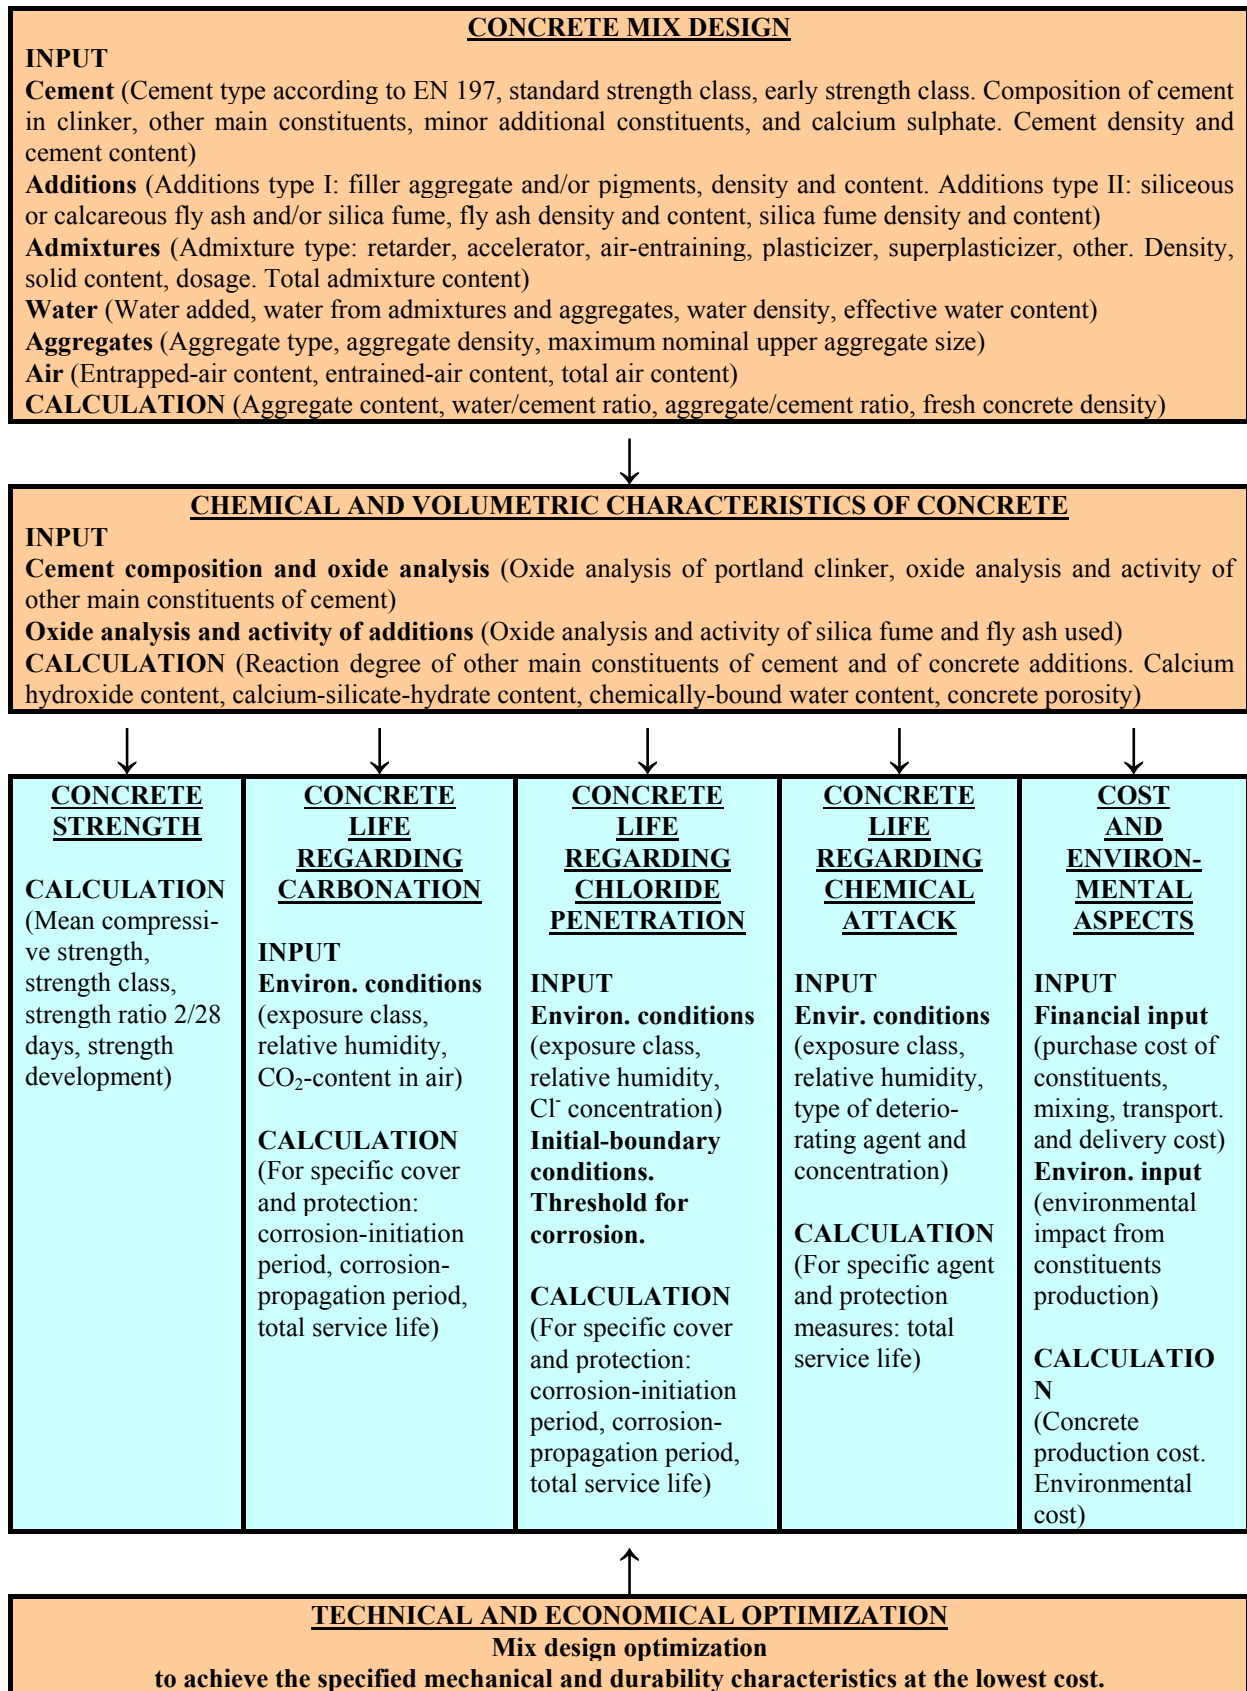 CONCRETE MIX DESIGN
INPUT
Cement (Cement type according to EN 197, standard strength class, early strength class. Composition of cement
in clinker, other main constituents, minor additional constituents, and calcium sulphate. Cement density and
cement content)
Additions (Additions type I: filler aggregate and/or pigments, density and content. Additions type II: siliceous
or calcareous fly ash and/or silica fume, fly ash density and content, silica fume density and content)
Admixtures (Admixture type: retarder, accelerator, air-entraining, plasticizer, superplasticizer, other. Density,
solid content, dosage. Total admixture content)
Water (Water added, water from admixtures and aggregates, water density, effective water content)
Aggregates (Aggregate type, aggregate density, maximum nominal upper aggregate size)
Air (Entrapped-air content, entrained-air content, total air content)
CALCULATION (Aggregate content, water/cement ratio, aggregate/cement ratio, fresh concrete density)
↓
CHEMICAL AND VOLUMETRIC CHARACTERISTICS OF CONCRETE
INPUT
Cement composition and oxide analysis (Oxide analysis of portland clinker, oxide analysis and activity of
other main constituents of cement)
Oxide analysis and activity of additions (Oxide analysis and activity of silica fume and fly ash used)
CALCULATION (Reaction degree of other main constituents of cement and of concrete additions. Calcium
hydroxide content, calcium-silicate-hydrate content, chemically-bound water content, concrete porosity)
↓ ↓ ↓ ↓ ↓
CONCRETE
STRENGTH
CALCULATION
(Mean compressi-
ve strength,
strength class,
strength ratio 2/28
days, strength
development)
CONCRETE
LIFE
REGARDING
CARBONATION
INPUT
Environ. conditions
(exposure class,
relative humidity,
CO₂-content in air)
CALCULATION
(For specific cover
and protection:
corrosion-initiation
period, corrosion-
propagation period,
total service life)
CONCRETE
LIFE
REGARDING
CHLORIDE
PENETRATION
INPUT
Environ. conditions
(exposure class,
relative humidity,
Cl⁻ concentration)
Initial-boundary
conditions.
Threshold for
corrosion.
CALCULATION
(For specific cover
and protection:
corrosion-initiation
period, corrosion-
propagation period,
total service life)
CONCRETE
LIFE
REGARDING
CHEMICAL
ATTACK
INPUT
Envir. conditions
(exposure class,
relative humidity,
type of deterio-
rating agent and
concentration)
CALCULATION
(For specific agent
and protection
measures: total
service life)
COST
AND
ENVIRON-
MENTAL
ASPECTS
INPUT
Financial input
(purchase cost of
constituents,
mixing, transport.
and delivery cost)
Environ. input
(environmental
impact from
constituents
production)
CALCULATIO
N
(Concrete
production cost.
Environmental
cost)
↑
TECHNICAL AND ECONOMICAL OPTIMIZATION
Mix design optimization
to achieve the specified mechanical and durability characteristics at the lowest cost.